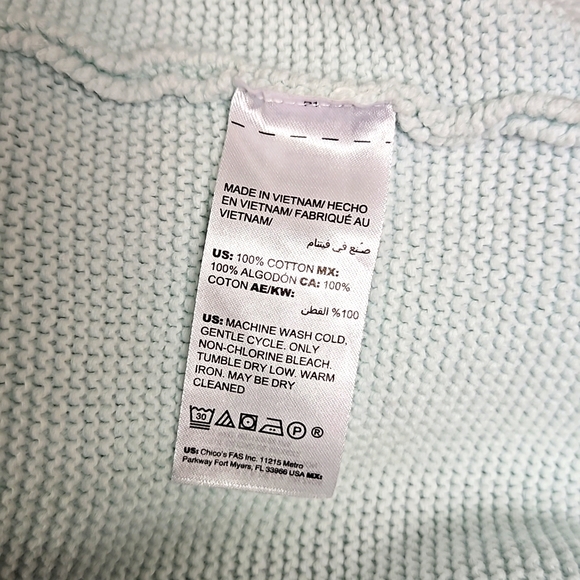 MADE IN VIETNAM/ HECHO
EN VIETNAM/ FABRIQUÉ AU
VIETNAM/
صنع في فيتنام
US: 100% COTTON MX:
100% ALGODÓN CA: 100%
COTON AE/KW:
100% القطن
US: MACHINE WASH COLD,
GENTLE CYCLE. ONLY
NON-CHLORINE BLEACH.
TUMBLE DRY LOW. WARM
IRON. MAY BE DRY
CLEANED
30 P ®
US: Chico's FAS Inc. 11215 Metro
Parkway Fort Myers, FL 33966 USA MX: